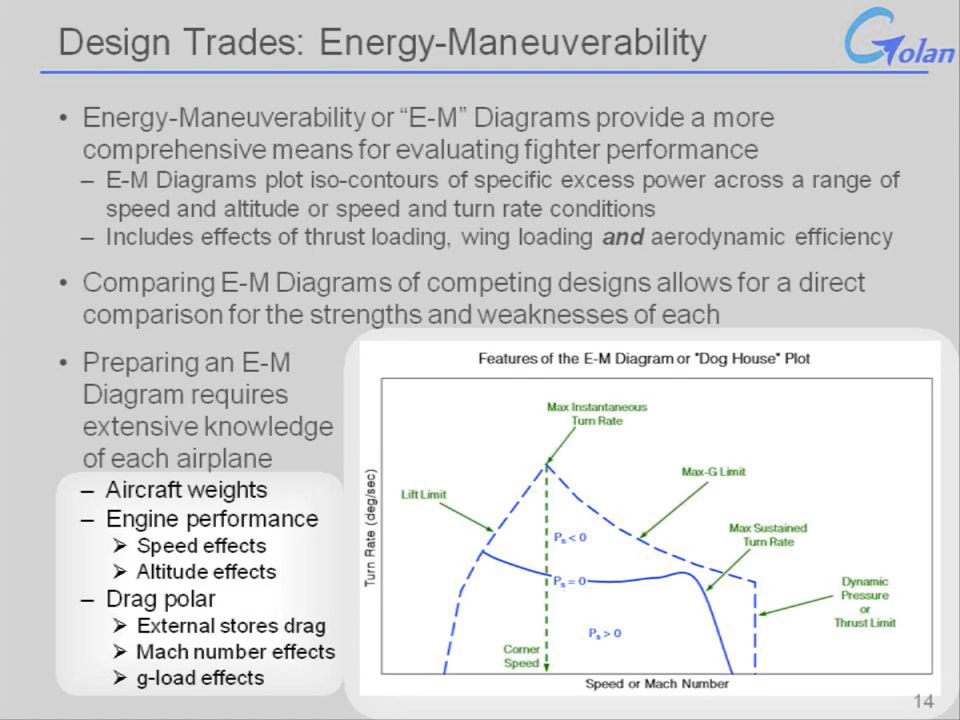 Design Trades: Energy-Maneuverability
Golan
• Energy-Maneuverability or “E-M” Diagrams provide a more
comprehensive means for evaluating fighter performance
– E-M Diagrams plot iso-contours of specific excess power across a range of
speed and altitude or speed and turn rate conditions
– Includes effects of thrust loading, wing loading and aerodynamic efficiency
• Comparing E-M Diagrams of competing designs allows for a direct
comparison for the strengths and weaknesses of each
• Preparing an E-M
Diagram requires
extensive knowledge
of each airplane
– Aircraft weights
– Engine performance
➢ Speed effects
➢ Altitude effects
– Drag polar
➢ External stores drag
➢ Mach number effects
➢ g-load effects
Features of the E-M Diagram or "Dog House" Plot
Turn Rate (deg/sec)
Max Instantaneous
Turn Rate
Lift Limit
Max-G Limit
Max Sustained
Turn Rate
Ps < 0
Ps = 0
Dynamic
Pressure
or
Thrust Limit
Ps > 0
Corner
Speed
Speed or Mach Number
14